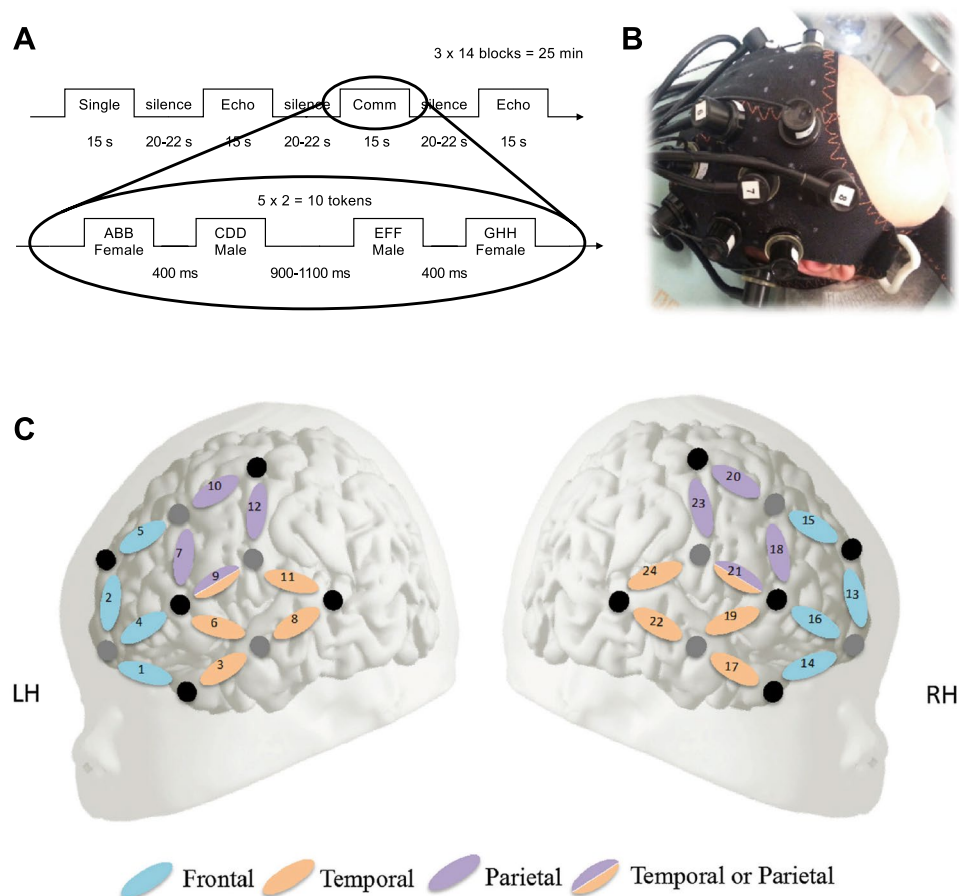 A
3 x 14 blocks = 25 min
Single silence Echo silence Comm silence Echo
15 s 20-22 s 15 s 20-22 s 15 s 20-22 s 15 s
5 x 2 = 10 tokens
ABB CDD EFF GHH
Female Male Male Female
400 ms 900-1100 ms 400 ms
B
6
7
8
C
10
12
5
7
9
11
2
4
6
8
1
3
LH
20
23
15
18
24
21
13
22
19
16
17
14
RH
Frontal Temporal Parietal Temporal or Parietal